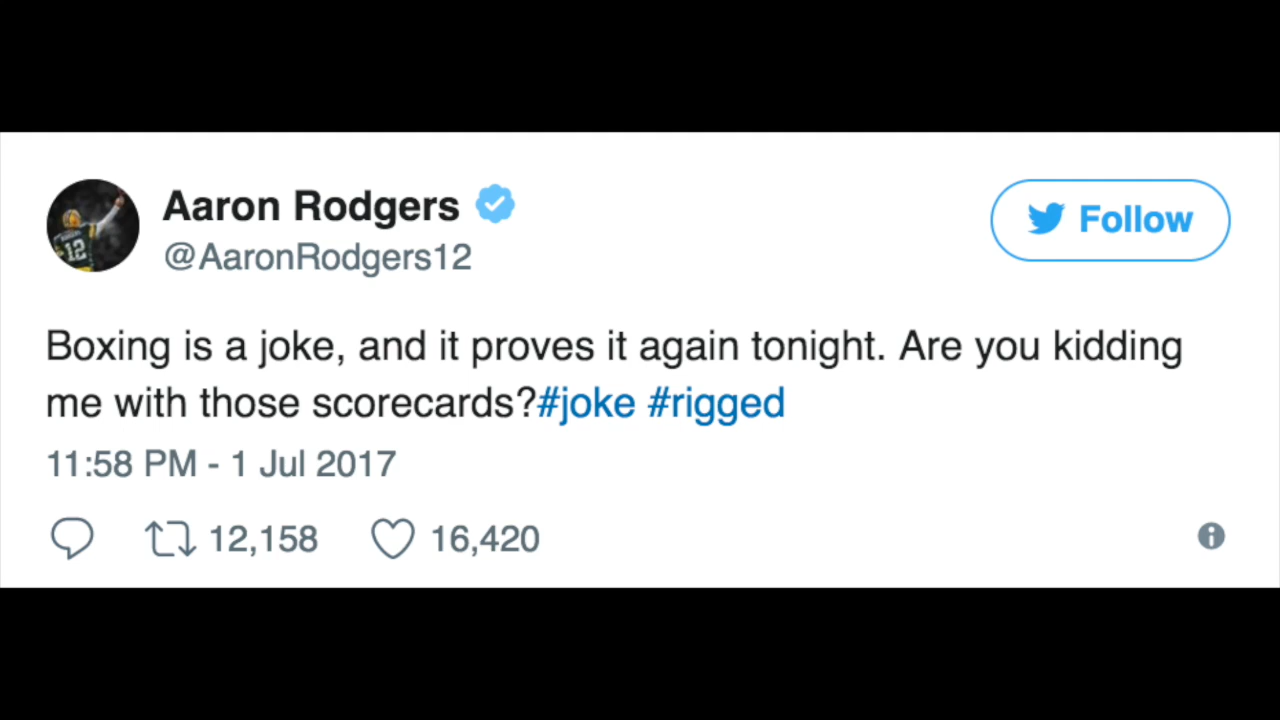 Aaron Rodgers
@AaronRodgers12
Follow
Boxing is a joke, and it proves it again tonight. Are you kidding
me with those scorecards?#joke #rigged
11:58 PM - 1 Jul 2017
12,158 16,420
12